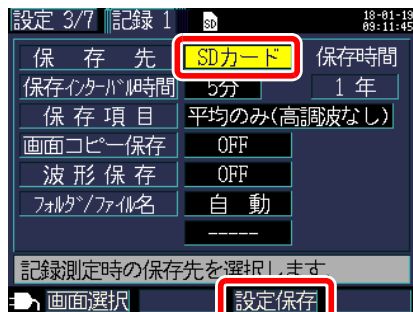 設定 3/7 記録 1 SD 18-01-19
09:11:45
保存先 SDカード 保存時間
保存インターバル時間 5分 1年
保存項目 平均のみ(高調波なし)
画面コピー保存 OFF
波形保存 OFF
フォルダ/ファイル名 自動
-----
記録測定時の保存先を選択します
画面選択 設定保存